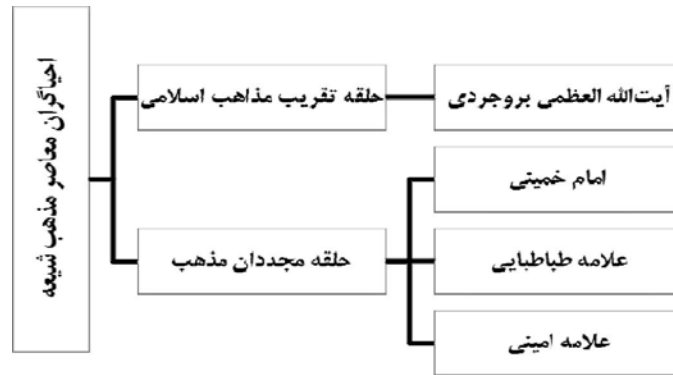 احیاگران معاصر مذهب شیعه
حلقه تقریب مذاهب اسلامی
آیت‌الله العظمی بروجردی
حلقه مجددان مذهب
امام خمینی
علامه طباطبایی
علامه امینی